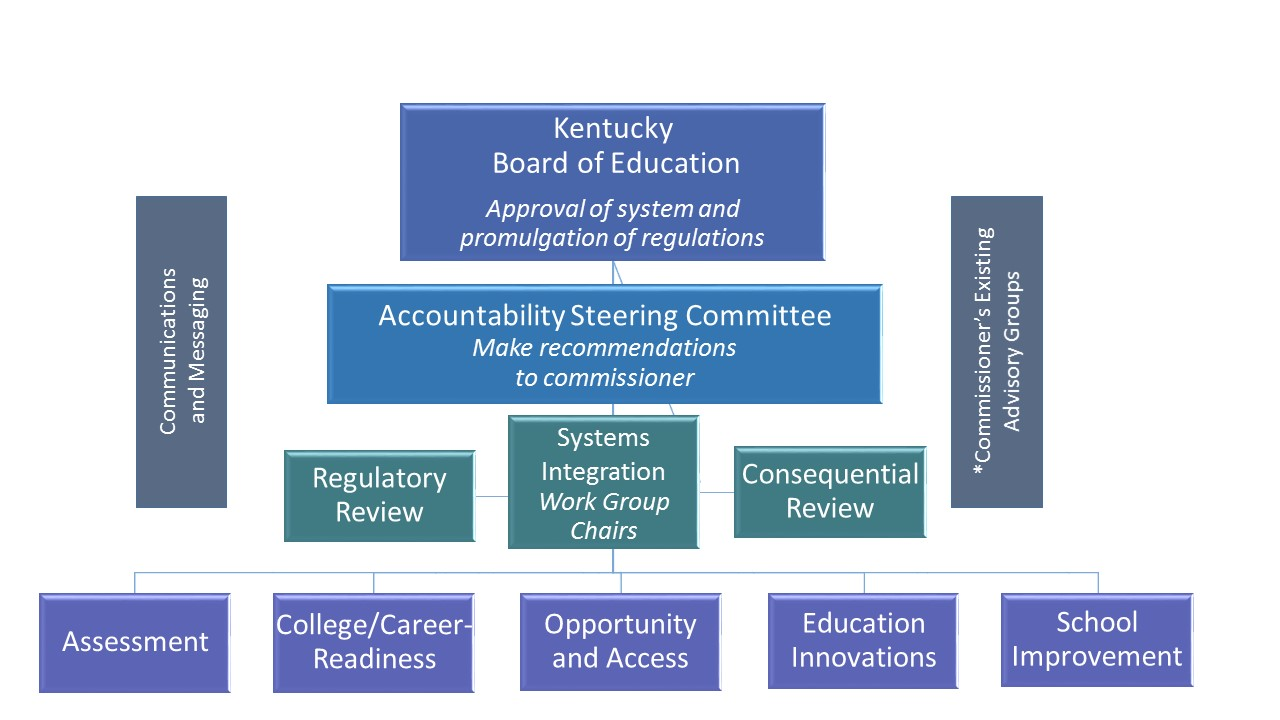 Kentucky
Board of Education
Approval of system and
promulgation of regulations
Communications
and Messaging
*Commissioner’s Existing
Advisory Groups
Accountability Steering Committee
Make recommendations
to commissioner
Regulatory
Review
Systems
Integration
Work Group
Chairs
Consequential
Review
Assessment
College/Career-
Readiness
Opportunity
and Access
Education
Innovations
School
Improvement